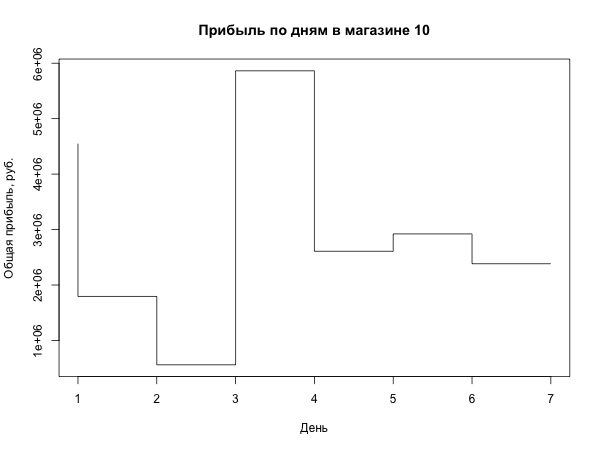 Прибыль по дням в магазине 10
Общая прибыль, руб.
6e+06
5e+06
4e+06
3e+06
2e+06
1e+06
1 2 3 4 5 6 7
День